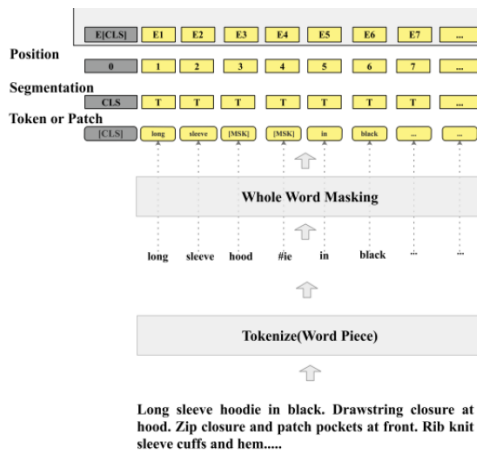 E[CLS] E1 E2 E3 E4 E5 E6 E7 ...
Position
0 1 2 3 4 5 6 7 ...
Segmentation
CLS T T T T T T T ...
Token or Patch
[CLS] long sleeve [MSK] [MSK] in black ... ...
Whole Word Masking
long sleeve hood #ie in black ... ...
Tokenize(Word Piece)
Long sleeve hoodie in black. Drawstring closure at
hood. Zip closure and patch pockets at front. Rib knit
sleeve cuffs and hem.....